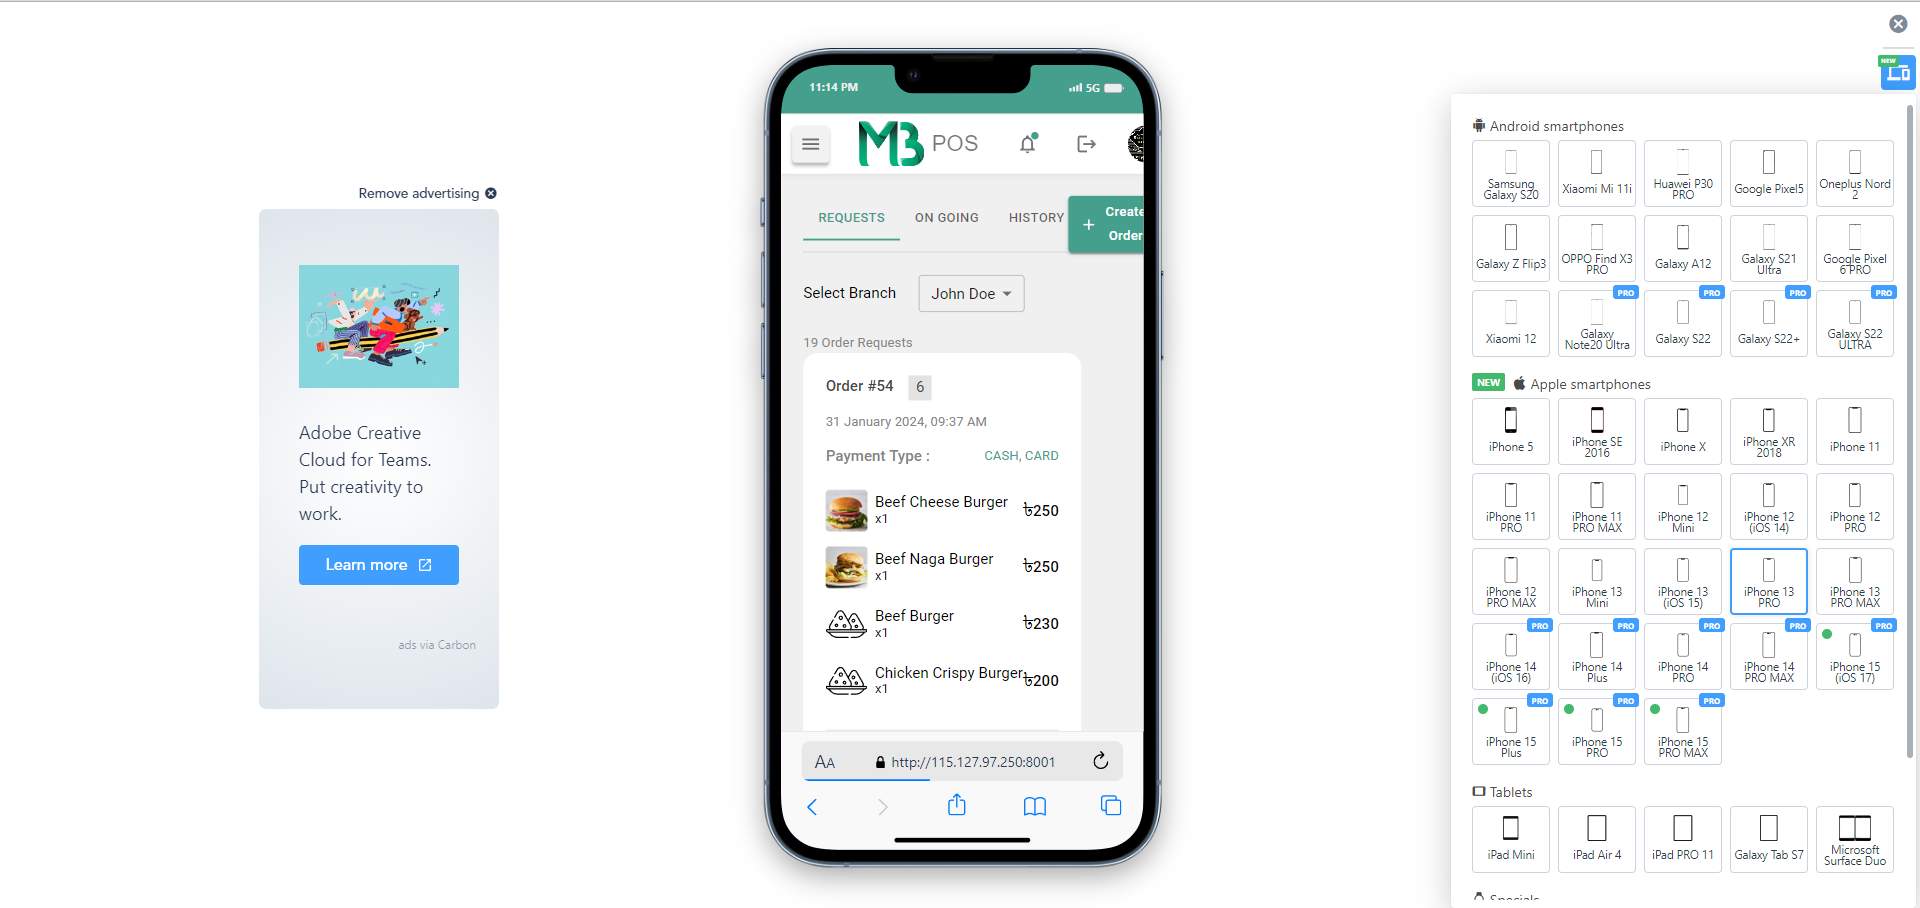 Remove advertising
Adobe Creative
Cloud for Teams.
Put creativity to
work.
Learn more
ads via Carbon
11:14 PM
5G
MB POS
REQUESTS
ON GOING
HISTORY
+ Create
Order
Select Branch
John Doe
19 Order Requests
Order #54
6
31 January 2024, 09:37 AM
Payment Type :
CASH, CARD
Beef Cheese Burger
x1
৳250
Beef Naga Burger
x1
৳250
Beef Burger
x1
৳230
Chicken Crispy Burger
x1
৳200
AA
http://115.127.97.250:8001
NEW
Android smartphones
Samsung
Galaxy S20
Xiaomi Mi 11i
Huawei P30
PRO
Google Pixel5
Oneplus Nord
2
Galaxy Z Flip3
OPPO Find X3
PRO
Galaxy A12
Galaxy S21
Ultra
Google Pixel
6 PRO
Xiaomi 12
PRO
Galaxy
Note20 Ultra
PRO
Galaxy S22
PRO
Galaxy S22+
PRO
Galaxy S22
ULTRA
NEW
Apple smartphones
iPhone 5
iPhone SE
2016
iPhone X
iPhone XR
2018
iPhone 11
iPhone 11
PRO
iPhone 11
PRO MAX
iPhone 12
Mini
iPhone 12
(iOS 14)
iPhone 12
PRO
iPhone 12
PRO MAX
iPhone 13
Mini
iPhone 13
(iOS 15)
iPhone 13
PRO
iPhone 13
PRO MAX
PRO
iPhone 14
(iOS 16)
PRO
iPhone 14
Plus
PRO
iPhone 14
PRO
PRO
iPhone 14
PRO MAX
PRO
iPhone 15
(iOS 17)
PRO
iPhone 15
Plus
PRO
iPhone 15
PRO
PRO
iPhone 15
PRO MAX
Tablets
iPad Mini
iPad Air 4
iPad PRO 11
Galaxy Tab S7
Microsoft
Surface Duo
Specials